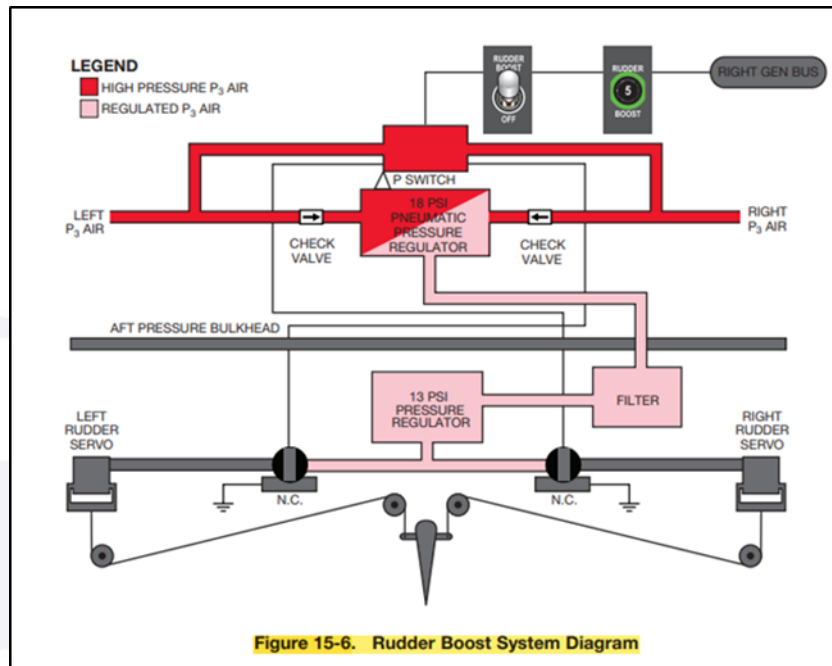 LEGEND
HIGH PRESSURE P3 AIR
REGULATED P3 AIR
RUDDER
BOOST
OFF
RUDDER
5
BOOST
RIGHT GEN BUS
P SWITCH
LEFT
P3 AIR
18 PSI
PNEUMATIC
PRESSURE
REGULATOR
RIGHT
P3 AIR
CHECK
VALVE
CHECK
VALVE
AFT PRESSURE BULKHEAD
13 PSI
PRESSURE
REGULATOR
FILTER
LEFT
RUDDER
SERVO
RIGHT
RUDDER
SERVO
N.C.
N.C.
Figure 15-6. Rudder Boost System Diagram